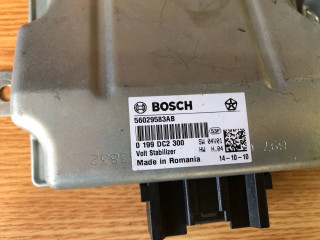 BOSCH
56029583AB
0 199 DC2 300
SW 04V01
Volt Stabilizer
HW H.04
Made in Romania
14-10-10